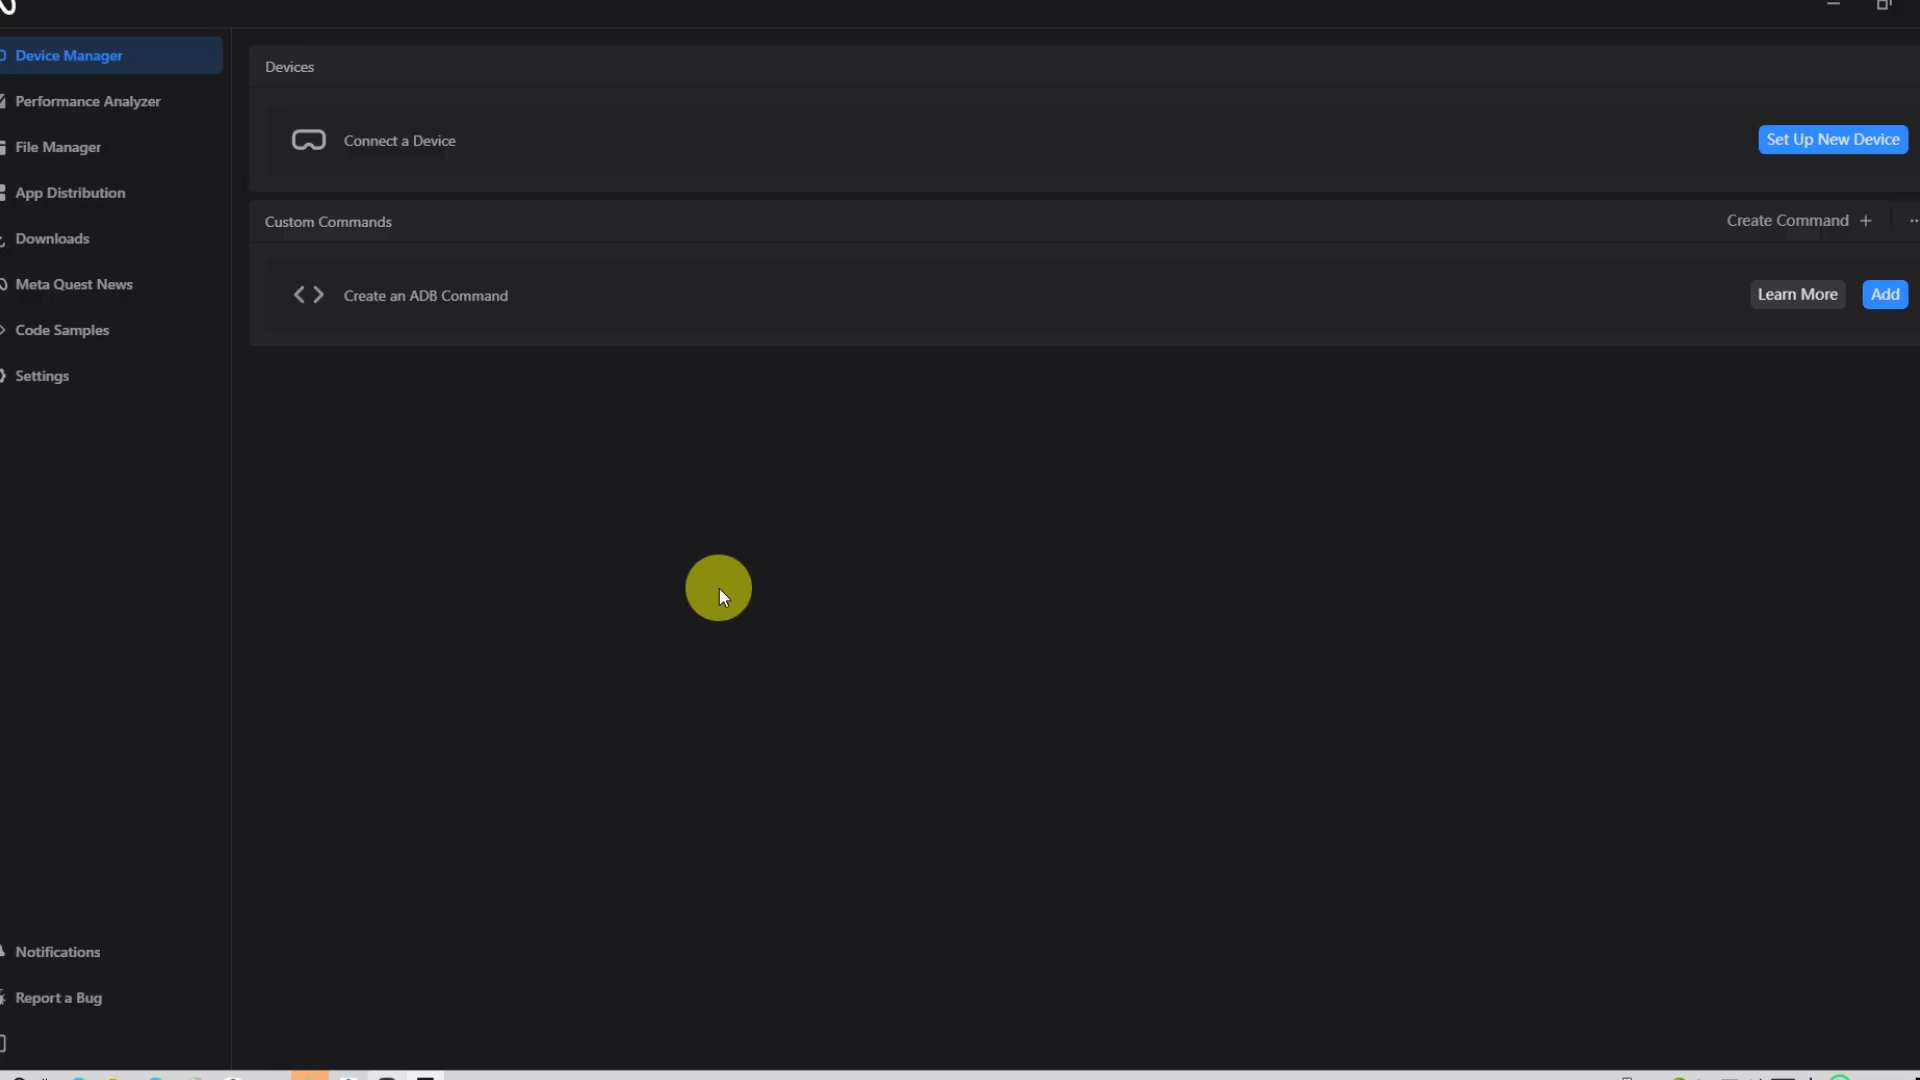 Device Manager
Performance Analyzer
File Manager
App Distribution
Downloads
Meta Quest News
Code Samples
Settings
Notifications
Report a Bug
Devices
Connect a Device
Set Up New Device
Custom Commands
Create Command +
Create an ADB Command
Learn More
Add